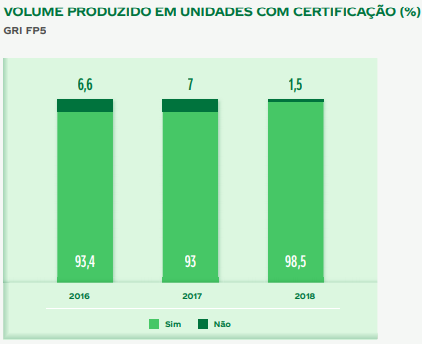 VOLUME PRODUZIDO EM UNIDADES COM CERTIFICAÇÃO (%)
GRI FP5
6,6 7 1,5
93,4 93 98,5
2016 2017 2018
Sim Não